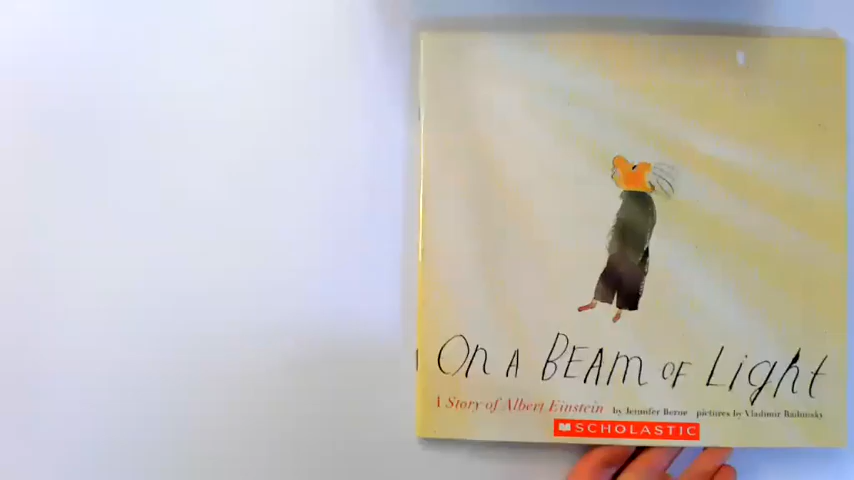 On A BEAM OF Light
A Story of Albert Einstein by Jennifer Berne pictures by Vladimir Radunsky
SCHOLASTIC